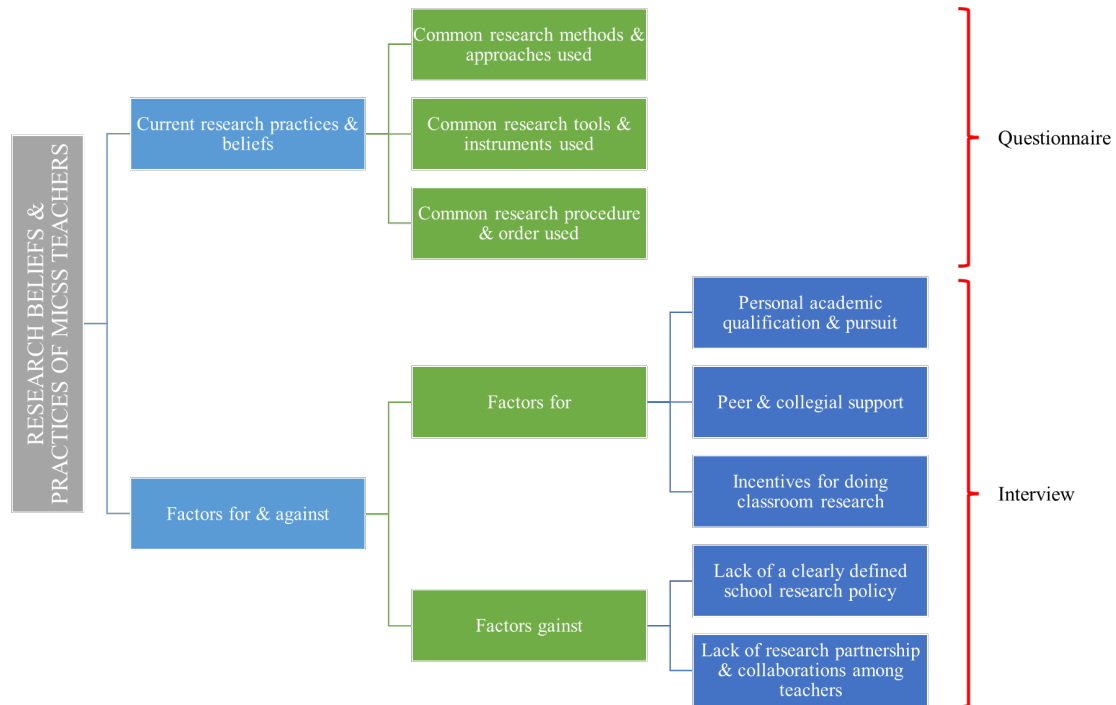 RESEARCH BELIEFS &
PRACTICES OF MICSS TEACHERS
Current research practices &
beliefs
Common research methods &
approaches used
Common research tools &
instruments used
Common research procedure
& order used
Questionnaire
Factors for & against
Factors for
Personal academic
qualification & pursuit
Peer & collegial support
Incentives for doing
classroom research
Factors gainst
Lack of a clearly defined
school research policy
Lack of research partnership
& collaborations among
teachers
Interview